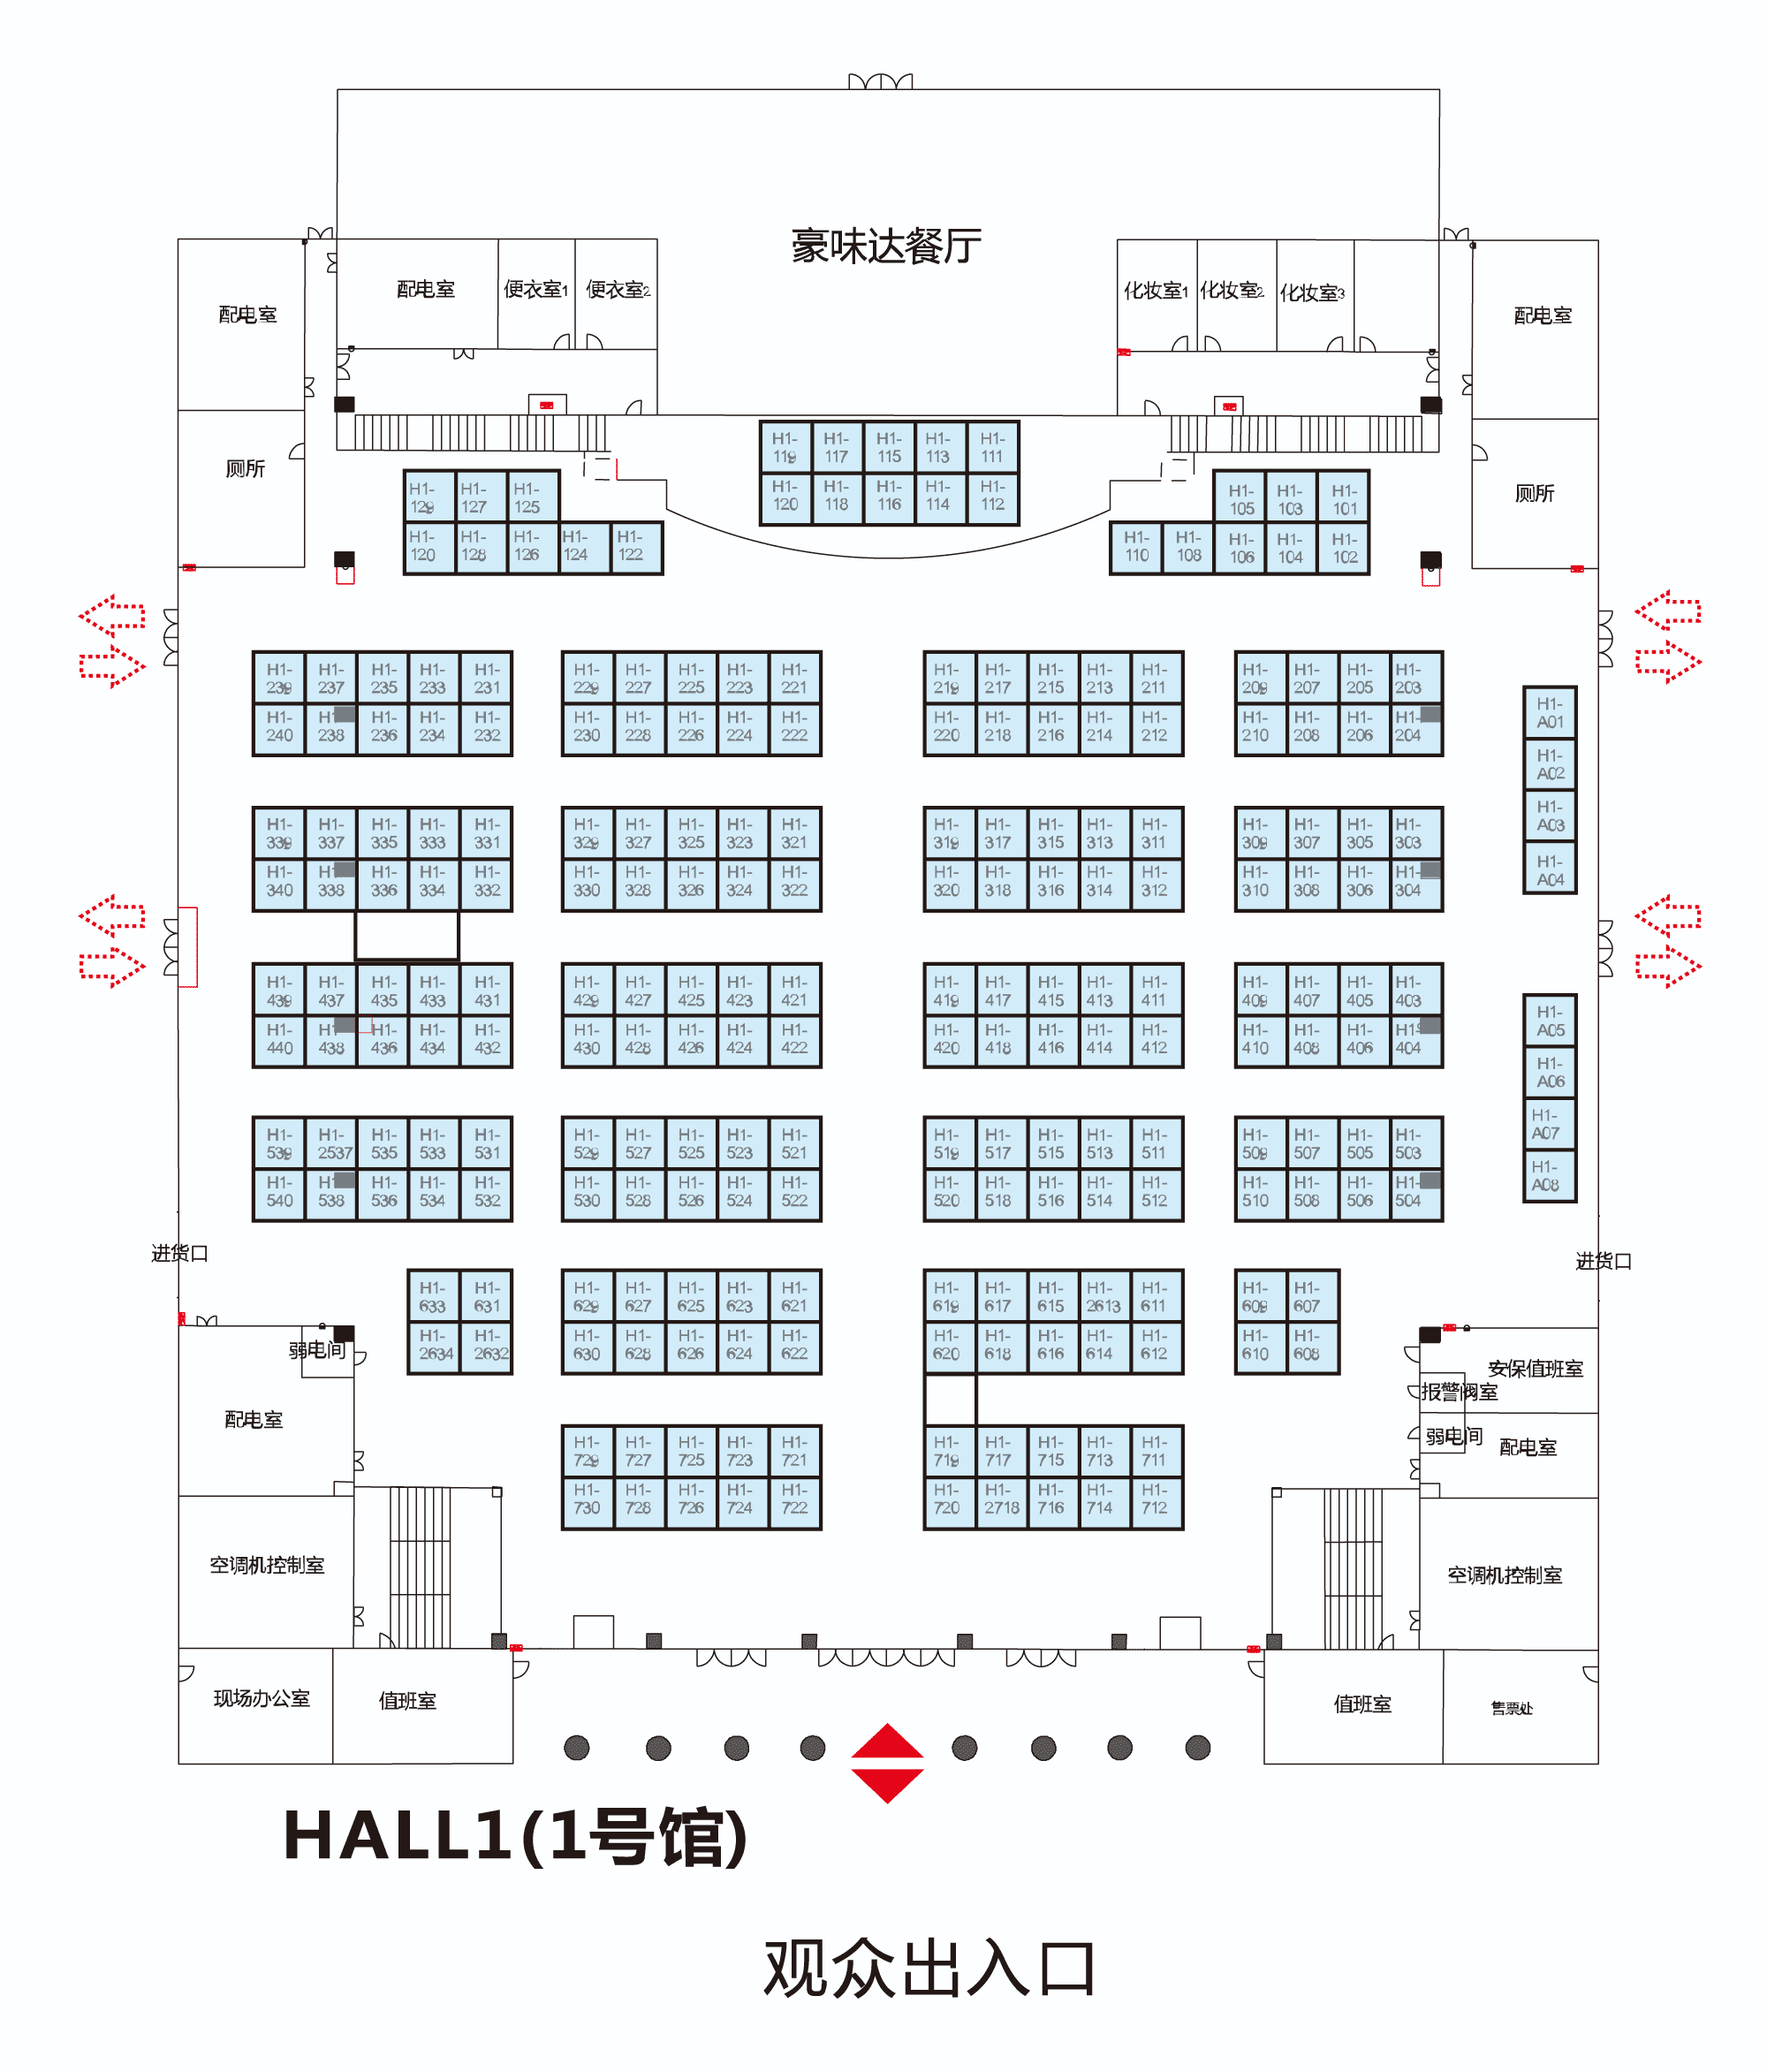 豪味达餐厅
配电室
配电室
便衣室1
便衣室2
化妆室1
化妆室2
化妆室3
配电室
厕所
厕所
H1-119 H1-117 H1-115 H1-113 H1-111
H1-120 H1-118 H1-116 H1-114 H1-112
H1-129 H1-127 H1-125
H1-120 H1-128 H1-126 H1-124 H1-122
H1-105 H1-103 H1-101
H1-110 H1-108 H1-106 H1-104 H1-102
H1-239 H1-237 H1-235 H1-233 H1-231
H1-240 H1-238 H1-236 H1-234 H1-232
H1-229 H1-227 H1-225 H1-223 H1-221
H1-230 H1-228 H1-226 H1-224 H1-222
H1-219 H1-217 H1-215 H1-213 H1-211
H1-220 H1-218 H1-216 H1-214 H1-212
H1-209 H1-207 H1-205 H1-203
H1-210 H1-208 H1-206 H1-204
H1-A01
H1-A02
H1-A03
H1-A04
H1-339 H1-337 H1-335 H1-333 H1-331
H1-340 H1-338 H1-336 H1-334 H1-332
H1-329 H1-327 H1-325 H1-323 H1-321
H1-330 H1-328 H1-326 H1-324 H1-322
H1-319 H1-317 H1-315 H1-313 H1-311
H1-320 H1-318 H1-316 H1-314 H1-312
H1-309 H1-307 H1-305 H1-303
H1-310 H1-308 H1-306 H1-304
H1-439 H1-437 H1-435 H1-433 H1-431
H1-440 H1-438 H1-436 H1-434 H1-432
H1-429 H1-427 H1-425 H1-423 H1-421
H1-430 H1-428 H1-426 H1-424 H1-422
H1-419 H1-417 H1-415 H1-413 H1-411
H1-420 H1-418 H1-416 H1-414 H1-412
H1-409 H1-407 H1-405 H1-403
H1-410 H1-408 H1-406 H1-404
H1-A05
H1-A06
H1-A07
H1-A08
H1-539 H1-2537 H1-535 H1-533 H1-531
H1-540 H1-538 H1-536 H1-534 H1-532
H1-529 H1-527 H1-525 H1-523 H1-521
H1-530 H1-528 H1-526 H1-524 H1-522
H1-519 H1-517 H1-515 H1-513 H1-511
H1-520 H1-518 H1-516 H1-514 H1-512
H1-509 H1-507 H1-505 H1-503
H1-510 H1-508 H1-506 H1-504
进货口
进货口
H1-633 H1-631
H1-2634 H1-2632
H1-629 H1-627 H1-625 H1-623 H1-621
H1-630 H1-628 H1-626 H1-624 H1-622
H1-619 H1-617 H1-615 H1-2613 H1-611
H1-620 H1-618 H1-616 H1-614 H1-612
H1-609 H1-607
H1-610 H1-608
弱电间
配电室
安保值班室
报警阀室
弱电间
配电室
H1-729 H1-727 H1-725 H1-723 H1-721
H1-730 H1-728 H1-726 H1-724 H1-722
H1-719 H1-717 H1-715 H1-713 H1-711
H1-720 H1-2718 H1-716 H1-714 H1-712
空调机控制室
空调机控制室
现场办公室
值班室
值班室
售票处
HALL1(1号馆)
观众出入口